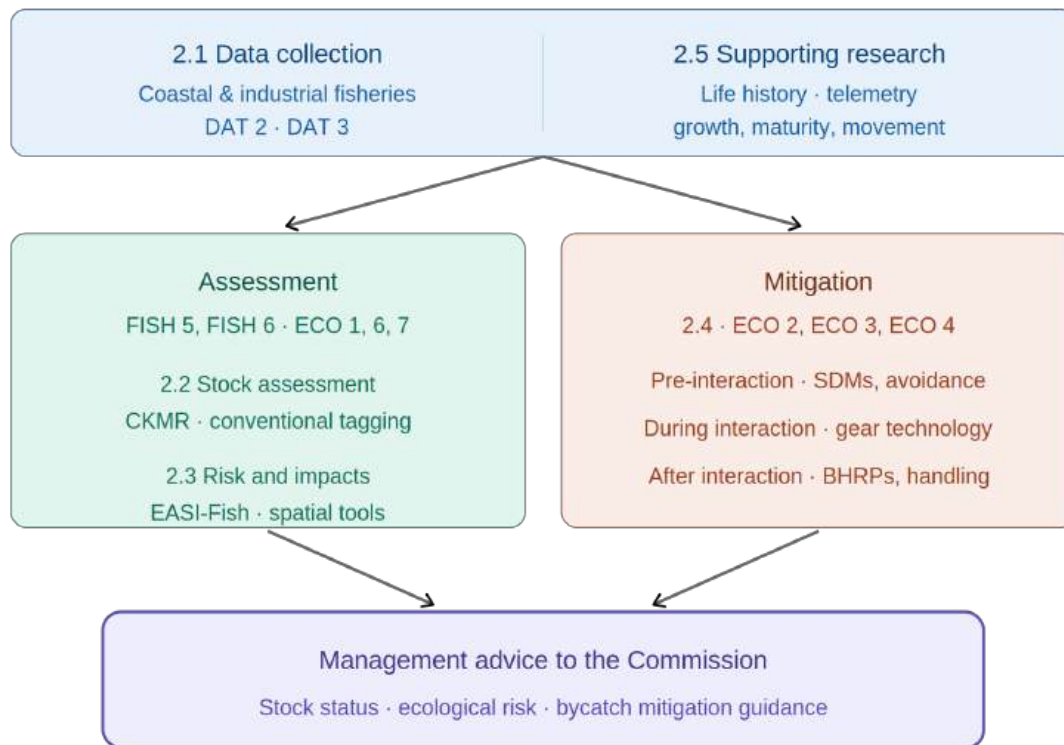 2.1 Data collection
Coastal & industrial fisheries
DAT 2 · DAT 3
2.5 Supporting research
Life history · telemetry
growth, maturity, movement
Assessment
FISH 5, FISH 6 · ECO 1, 6, 7
2.2 Stock assessment
CKMR · conventional tagging
2.3 Risk and impacts
EASI-Fish · spatial tools
Mitigation
2.4 · ECO 2, ECO 3, ECO 4
Pre-interaction · SDMs, avoidance
During interaction · gear technology
After interaction · BHRPs, handling
Management advice to the Commission
Stock status · ecological risk · bycatch mitigation guidance